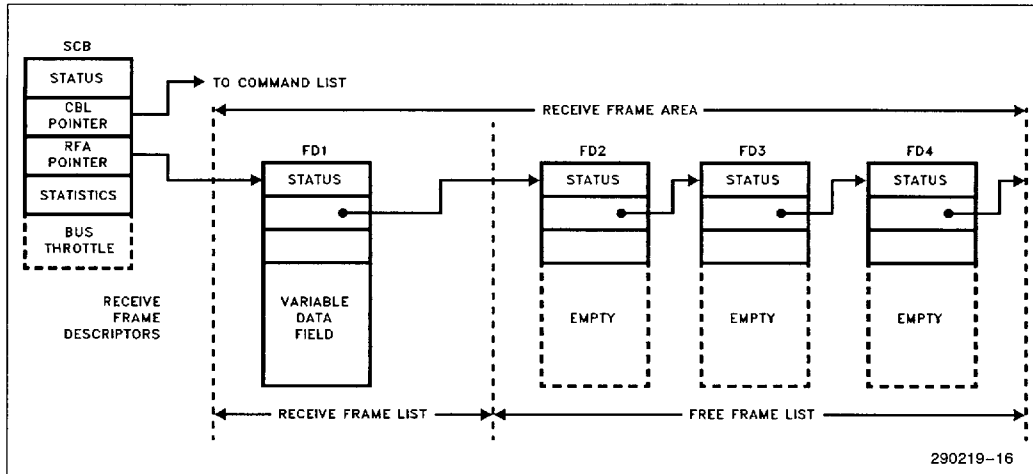 SCB
STATUS
CBL
POINTER
RFA
POINTER
STATISTICS
BUS
THROTTLE
TO COMMAND LIST
RECEIVE FRAME AREA
RECEIVE
FRAME
DESCRIPTORS
FD1
STATUS
VARIABLE
DATA
FIELD
FD2
STATUS
EMPTY
FD3
STATUS
EMPTY
FD4
STATUS
EMPTY
RECEIVE FRAME LIST
FREE FRAME LIST
290219-16